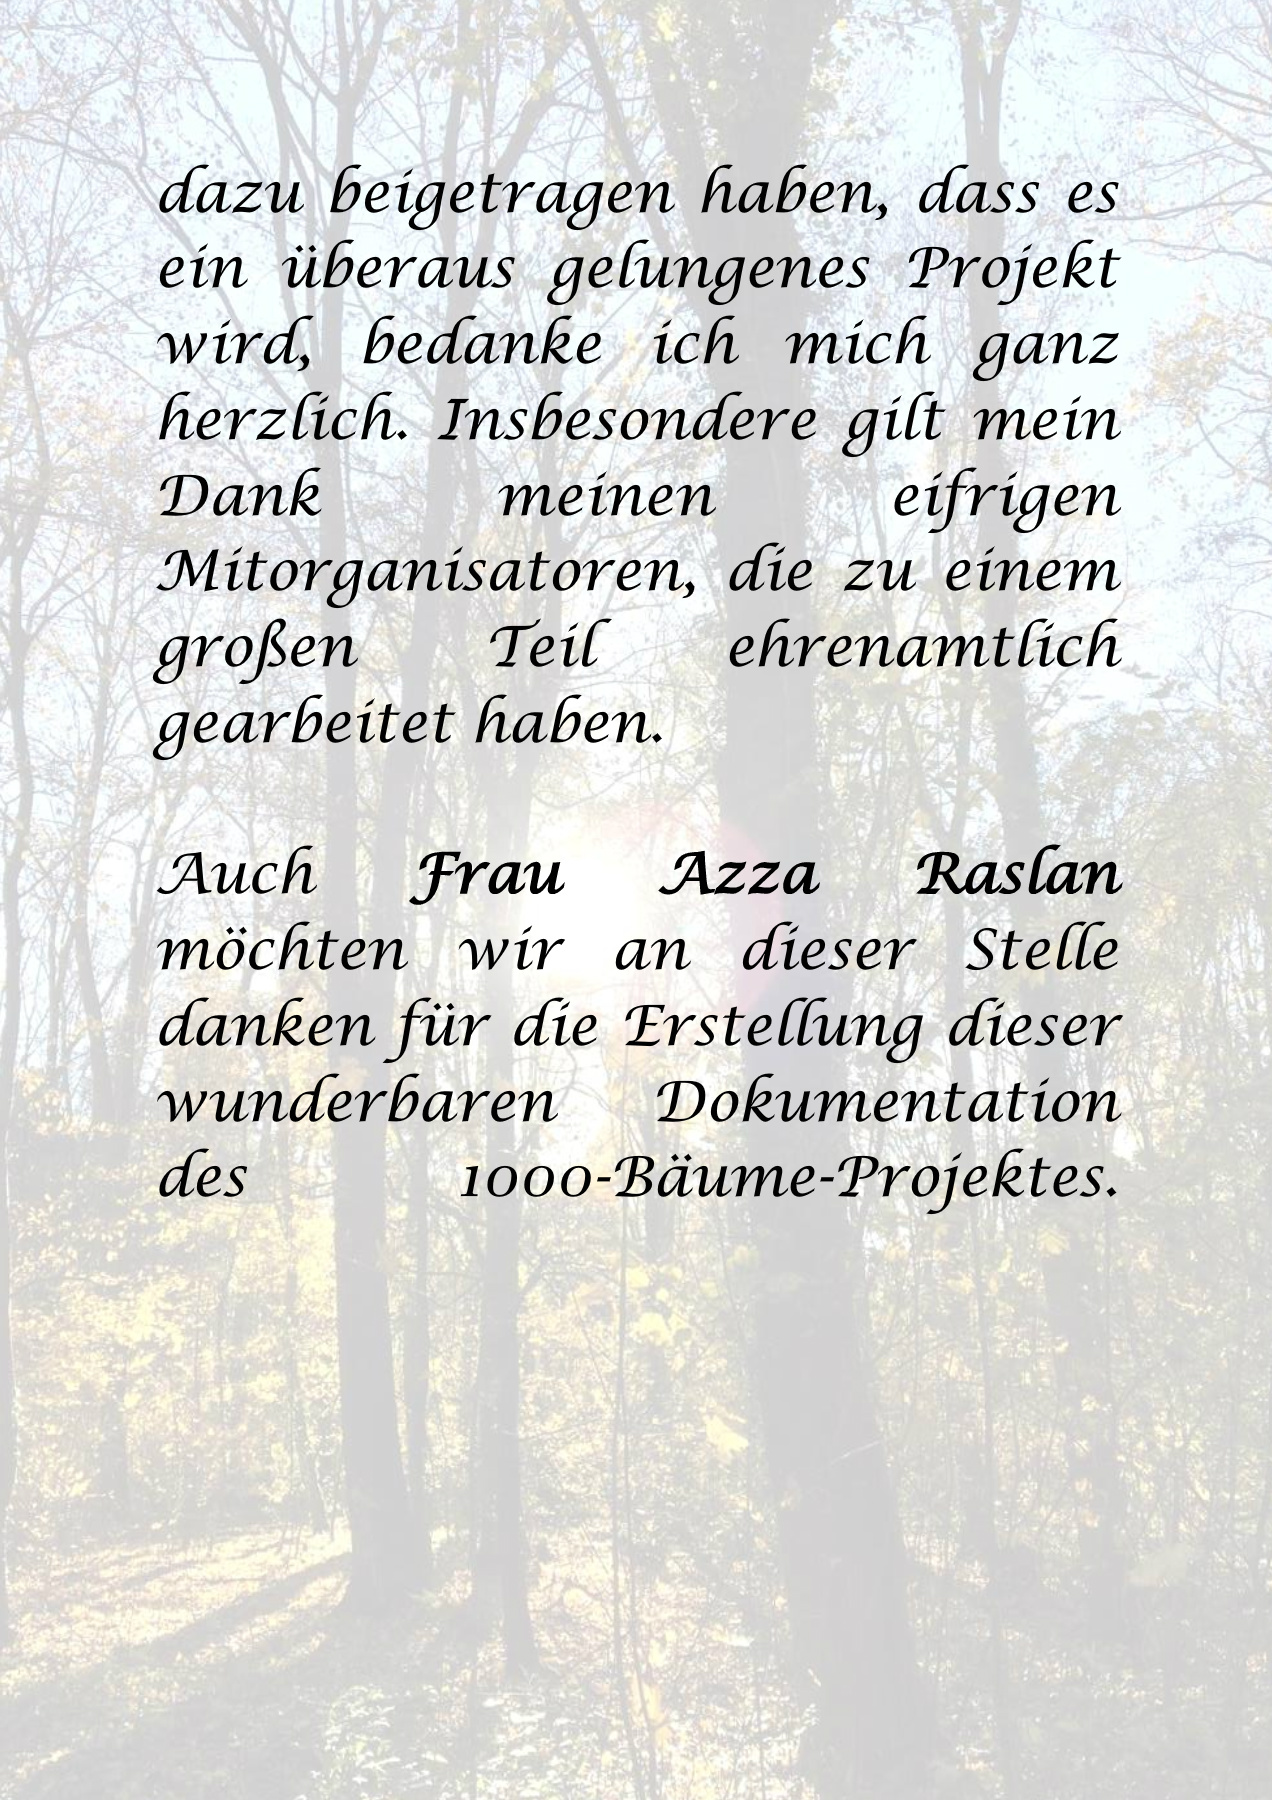 dazu beigetragen haben, dass es
ein überaus gelungenes Projekt
wird, bedanke ich mich ganz
herzlich. Insbesondere gilt mein
Dank meinen eifrigen
Mitorganisatoren, die zu einem
großen Teil ehrenamtlich
gearbeitet haben.
Auch Frau Azza Raslan
möchten wir an dieser Stelle
danken für die Erstellung dieser
wunderbaren Dokumentation
des 1000-Bäume-Projektes.